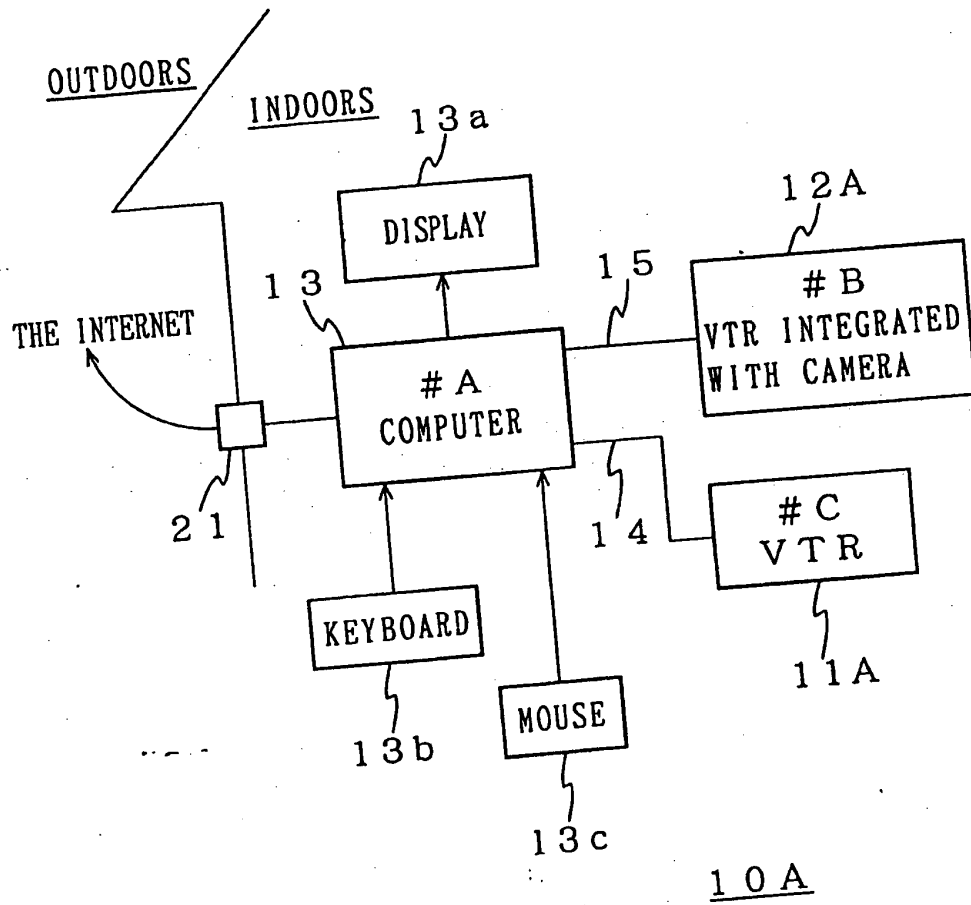 OUTDOORS
INDOORS
13a
DISPLAY
12A
13
15
# B
VTR INTEGRATED
WITH CAMERA
THE INTERNET
# A
COMPUTER
21
14
# C
VTR
KEYBOARD
11A
13b
MOUSE
13c
10A